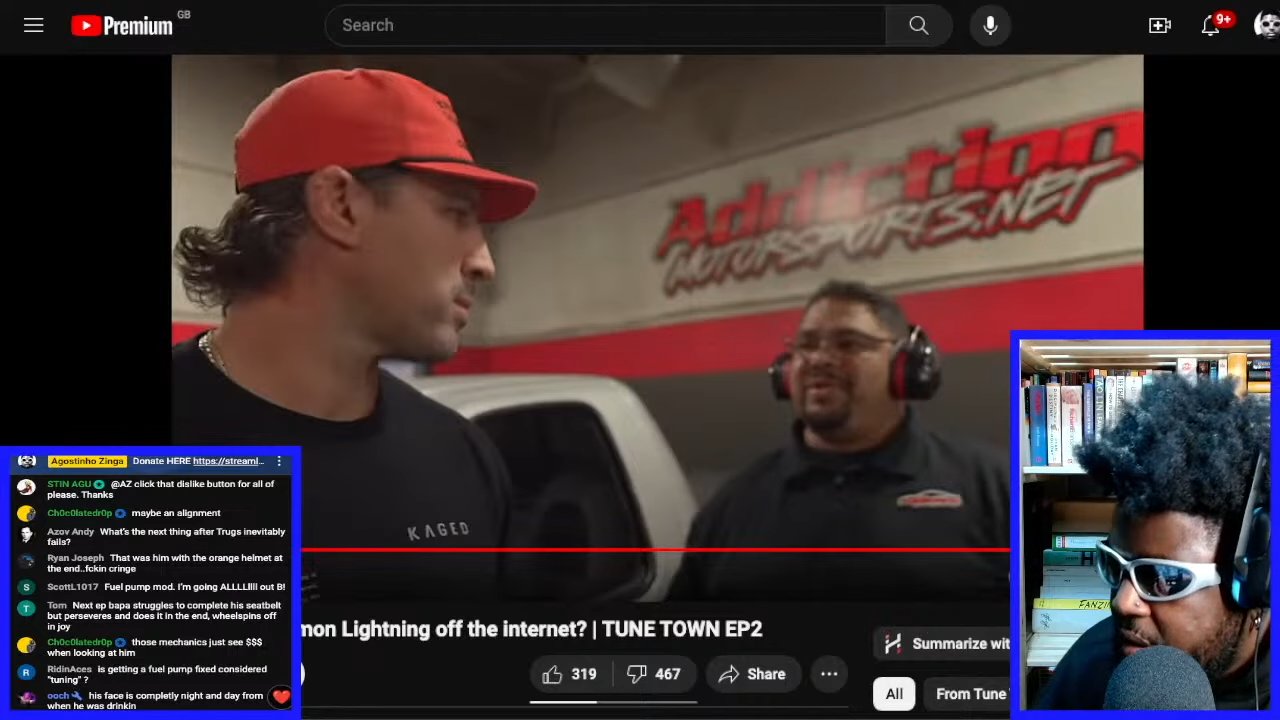 Premium
GB
Search
9+
Addiction
MOTORSPORTS.NET
KAGED
Agostinho Zinga Donate HERE https://streaml...
STIN AGU @AZ click that dislike button for all of
please. Thanks
Ch0c0latedr0p maybe an alignment
Azov Andy What's the next thing after Trugs inevitably
fails?
Ryan Joseph That was him with the orange helmet at
the end..fckin cringe
S ScottL1017 Fuel pump mod. I'm going ALLLLllll out B!
T Tom Next ep bapa struggles to complete his seatbelt
but perseveres and does it in the end, wheelspins off
in joy
Ch0c0latedr0p those mechanics just see $$$
when looking at him
R RidinAces is getting a fuel pump fixed considered
"tuning" ?
ooch his face is completly night and day from
when he was drinkin
mon Lightning off the internet? | TUNE TOWN EP2
319
467
Share
Summarize wit
All
From Tune
FANZI